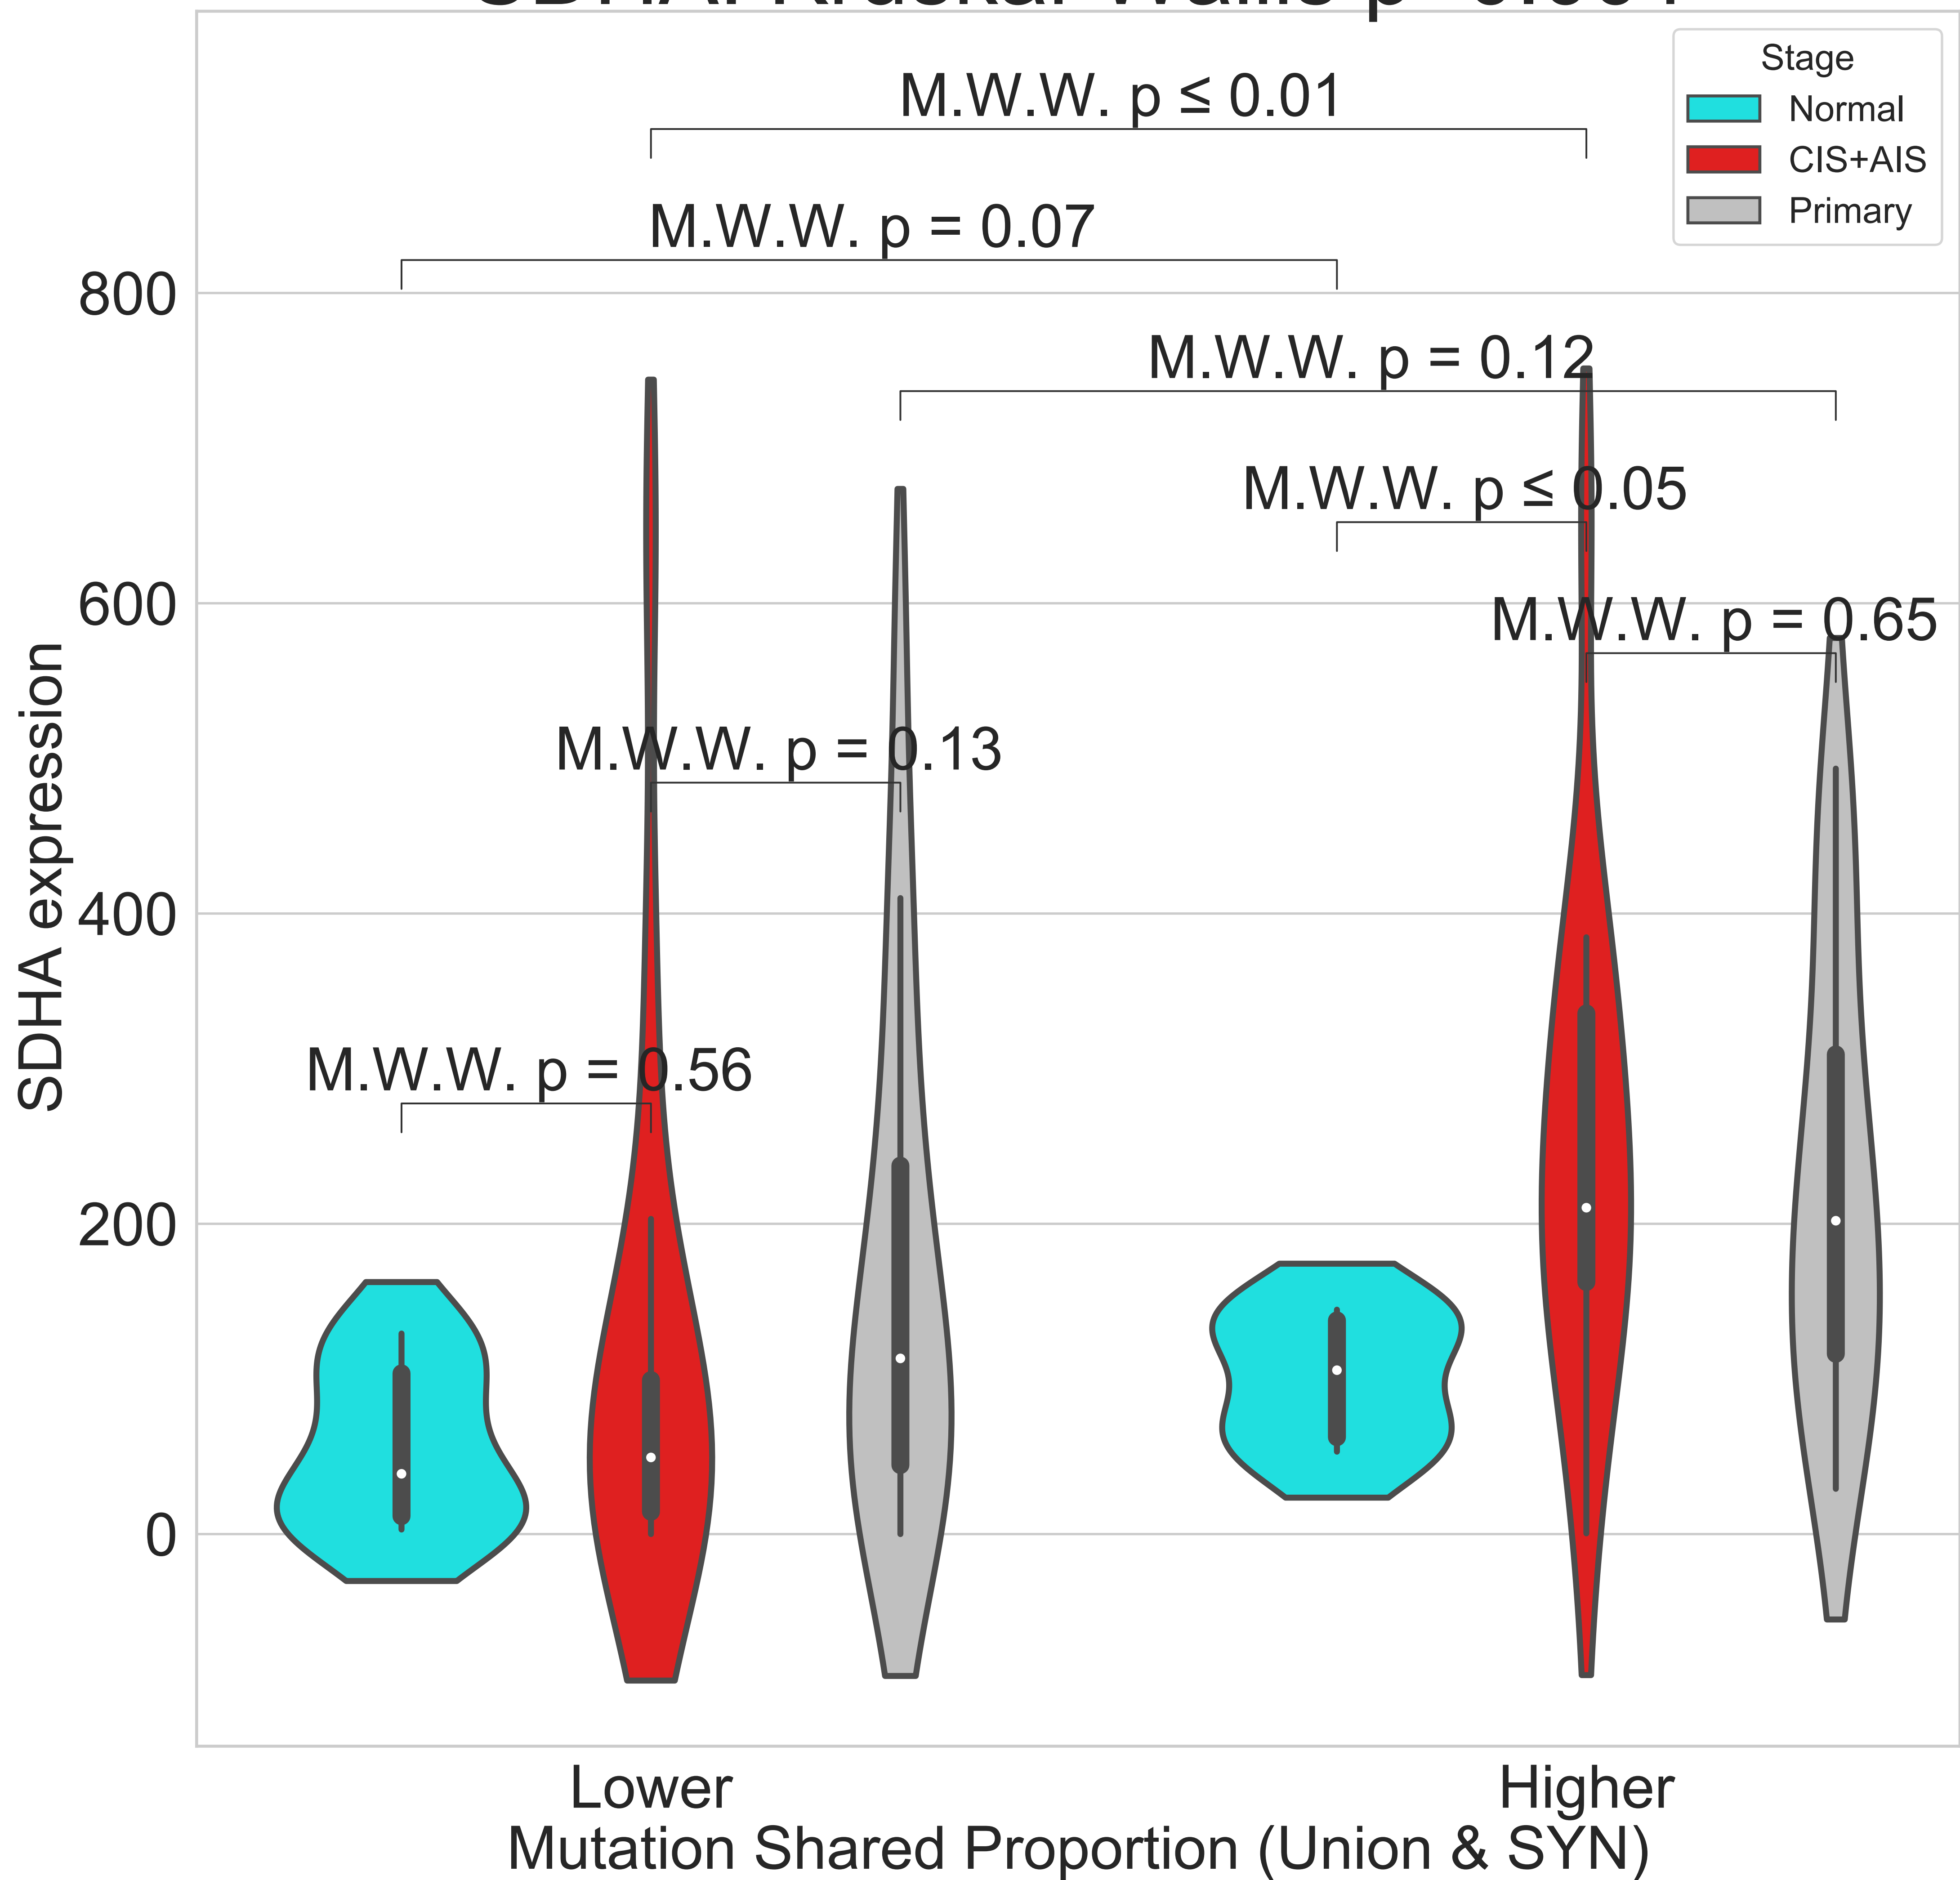 Stage
Normal
CIS+AIS
Primary
M.W.W. p ≤ 0.01
M.W.W. p = 0.07
M.W.W. p = 0.12
M.W.W. p ≤ 0.05
M.W.W. p = 0.65
M.W.W. p = 0.13
M.W.W. p = 0.56
800
600
400
200
0
SDHA expression
Lower
Higher
Mutation Shared Proportion (Union & SYN)